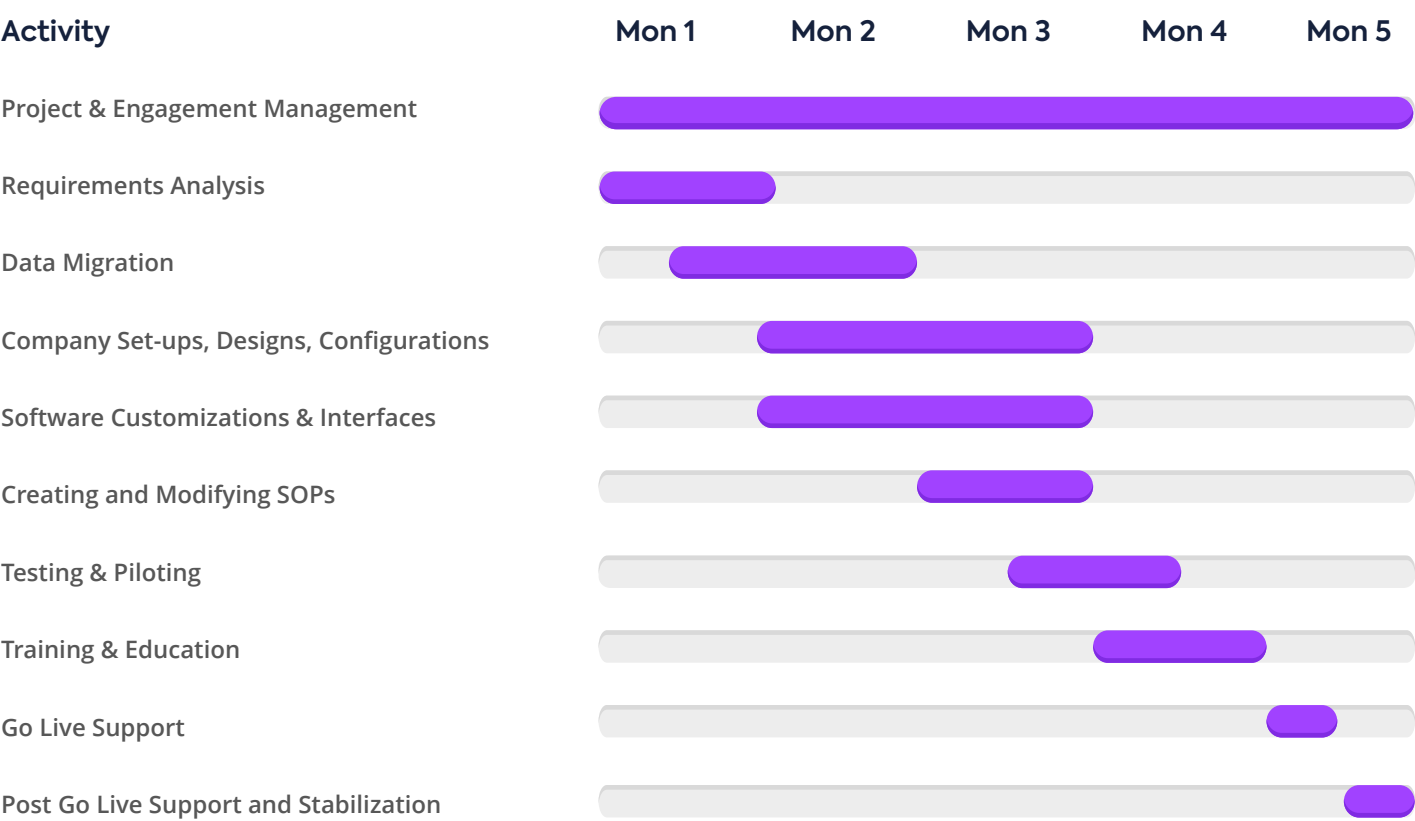 Activity Mon 1 Mon 2 Mon 3 Mon 4 Mon 5
Project & Engagement Management
Requirements Analysis
Data Migration
Company Set-ups, Designs, Configurations
Software Customizations & Interfaces
Creating and Modifying SOPs
Testing & Piloting
Training & Education
Go Live Support
Post Go Live Support and Stabilization